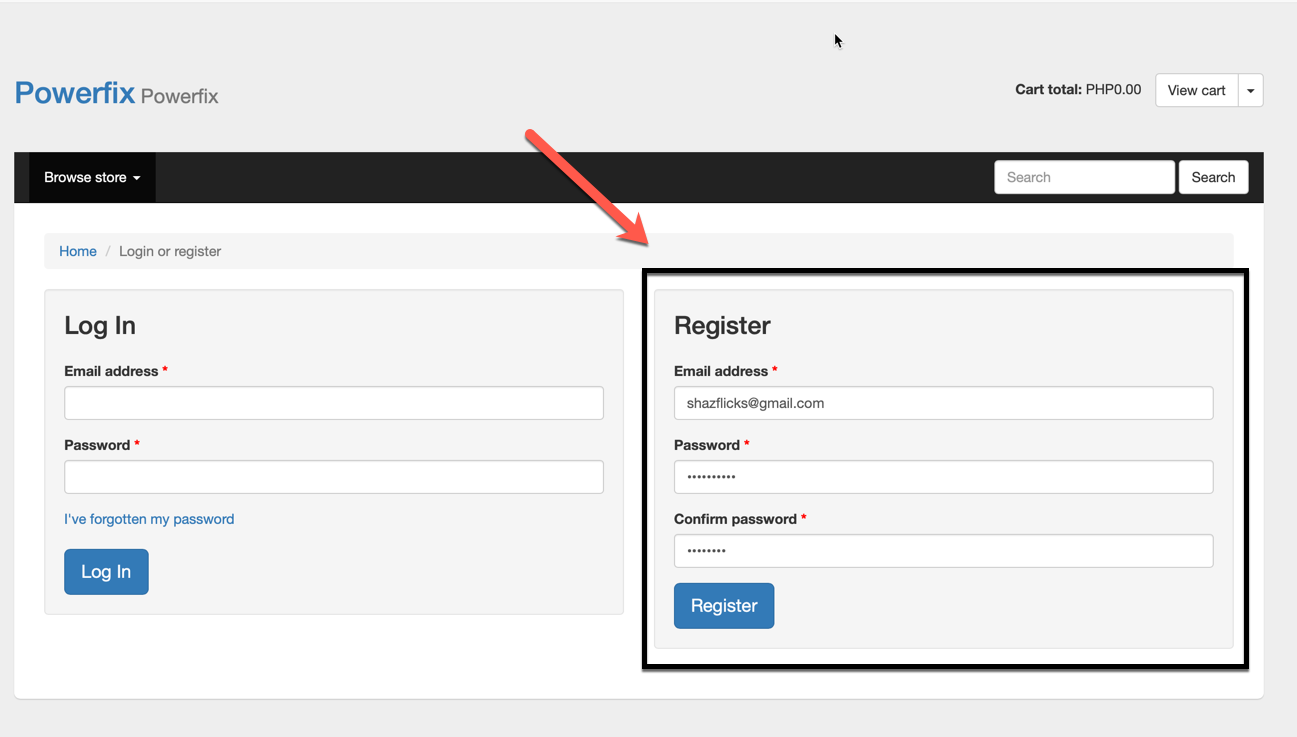 Powerfix Powerfix
Cart total: PHP0.00 View cart
Browse store
Search Search
Home / Login or register
Log In
Email address *
Password *
I've forgotten my password
Log In
Register
Email address *
shazflicks@gmail.com
Password *
••••••••••
Confirm password *
••••••••
Register